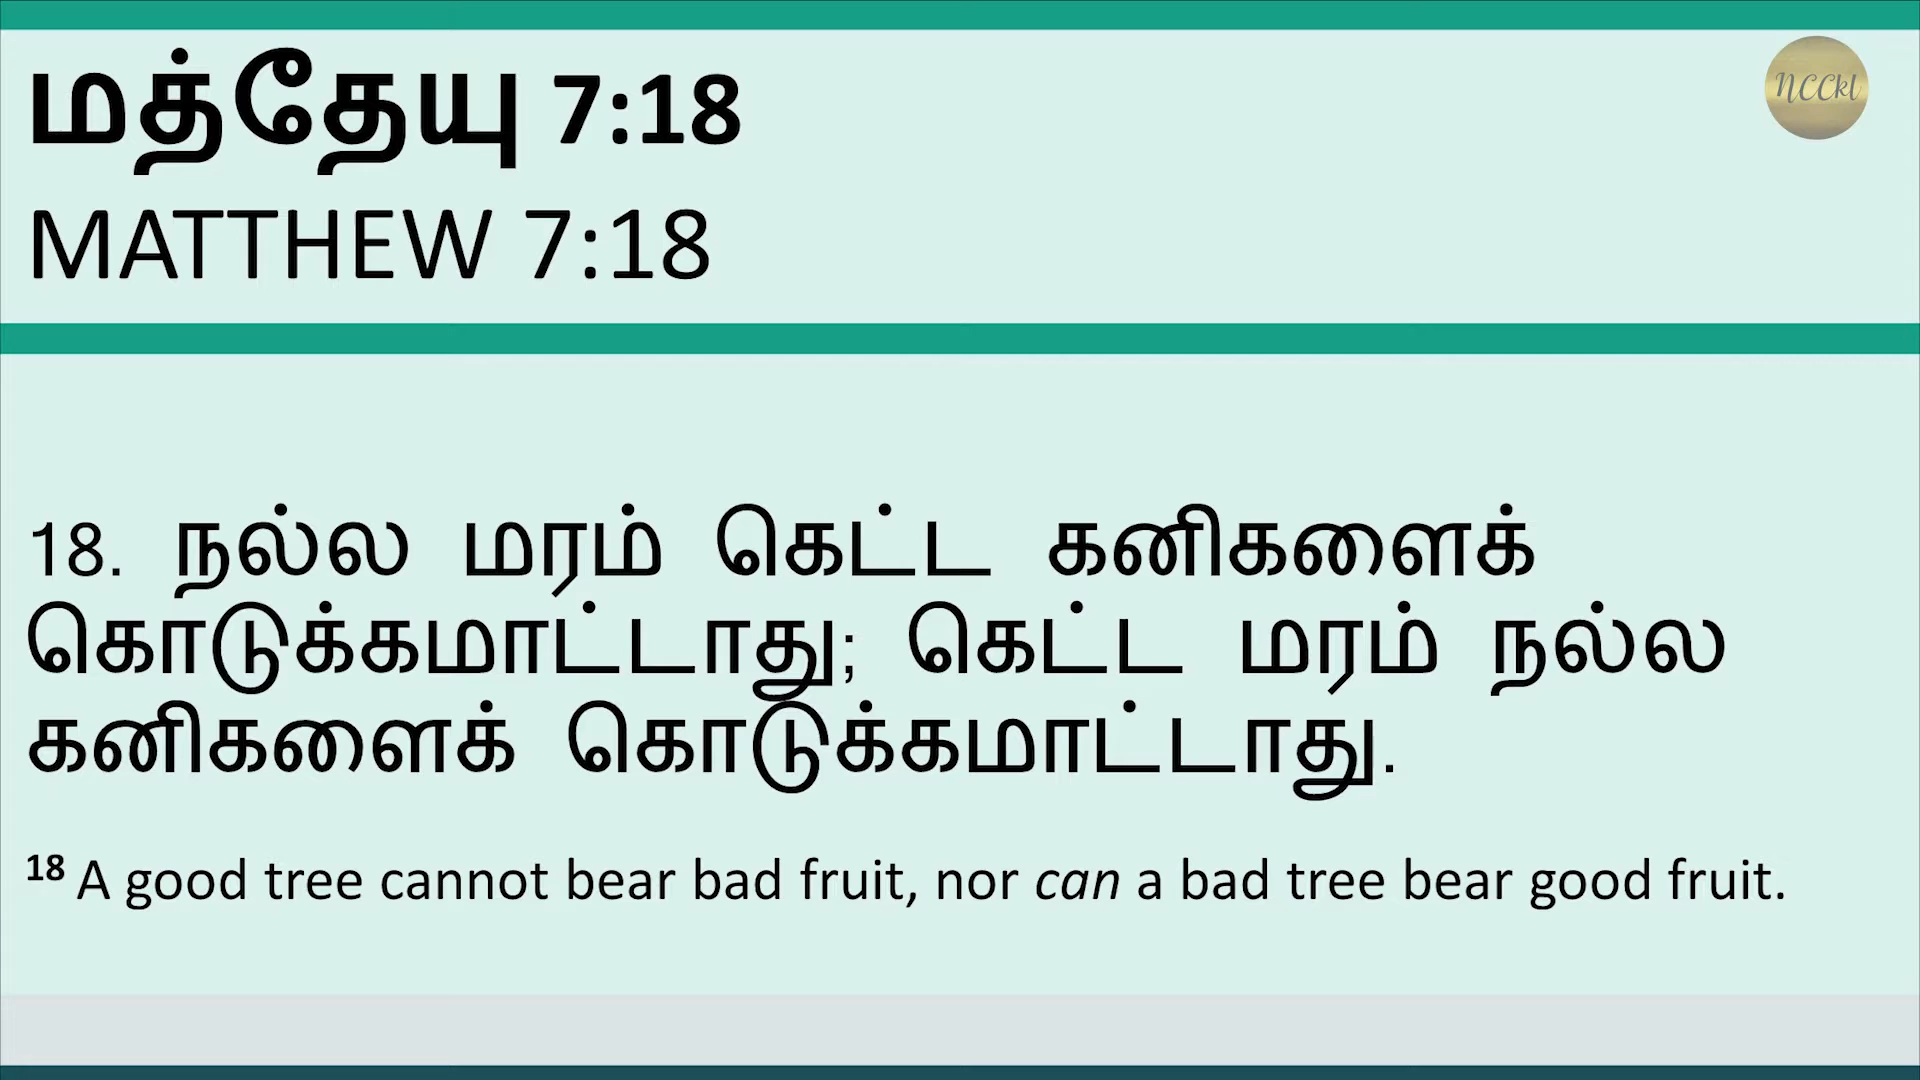 மத்தேயு 7:18
NCCkl
MATTHEW 7:18
18. நல்ல மரம் கெட்ட கனிகளைக்
கொடுக்கமாட்டாது; கெட்ட மரம் நல்ல
கனிகளைக் கொடுக்கமாட்டாது.
18 A good tree cannot bear bad fruit, nor can a bad tree bear good fruit.